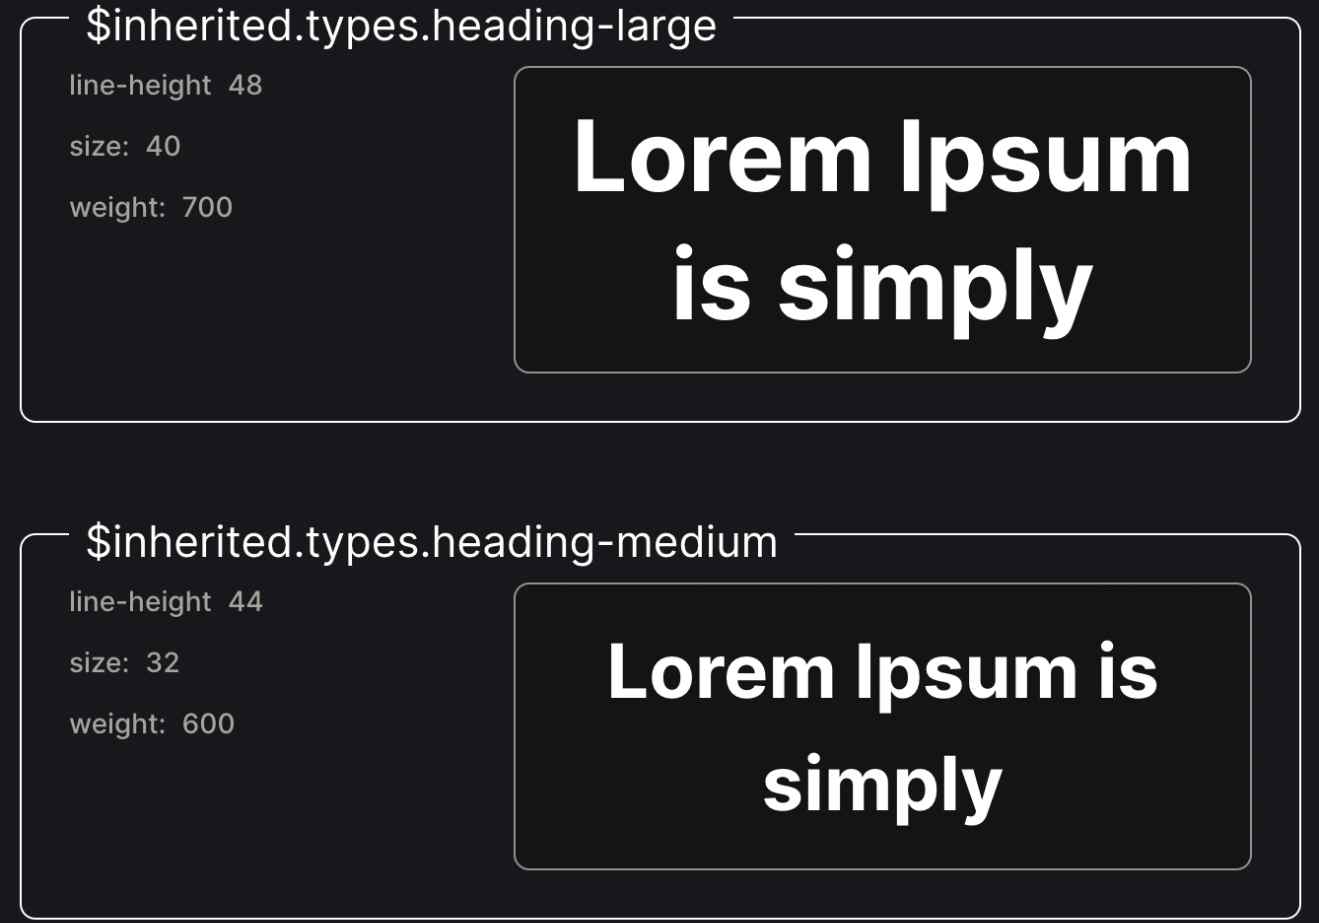 $inherited.types.heading-large
line-height 48
size: 40
weight: 700
Lorem Ipsum
is simply
$inherited.types.heading-medium
line-height 44
size: 32
weight: 600
Lorem Ipsum is
simply